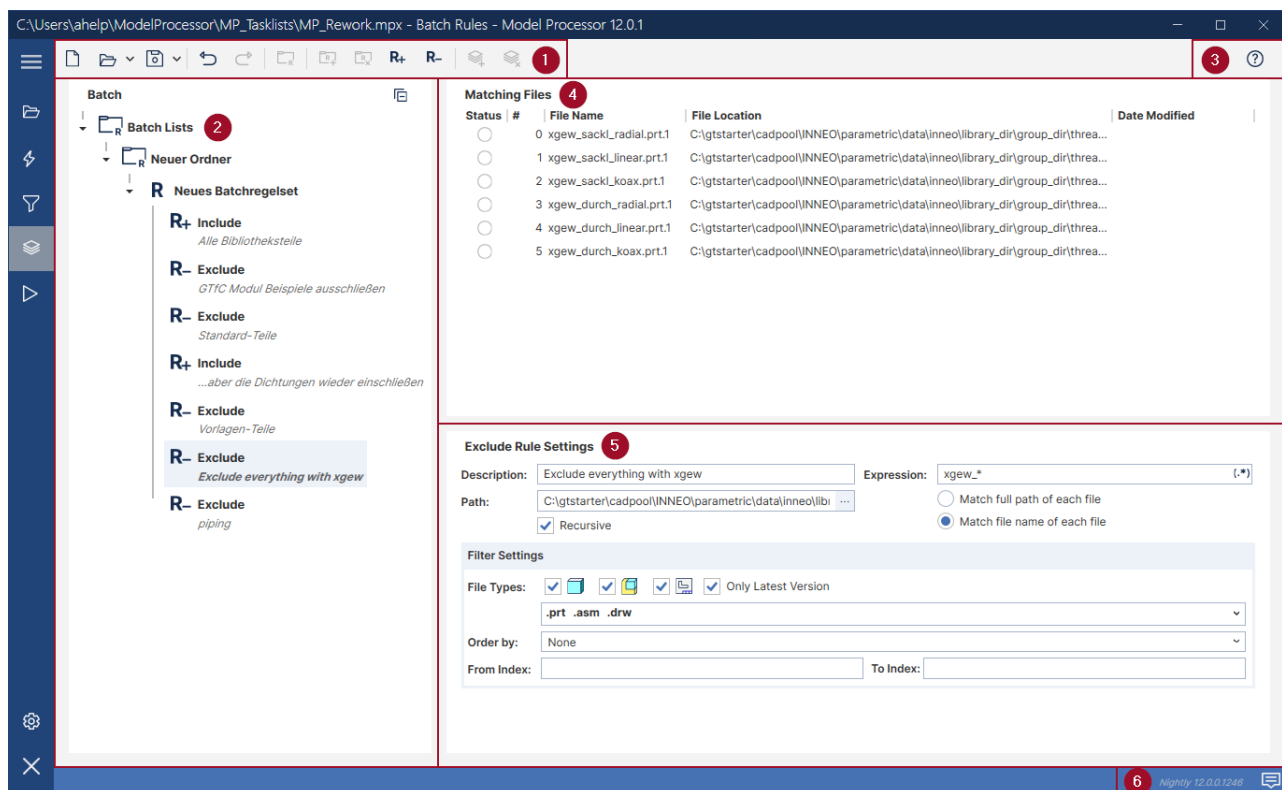 C:\Users\ahelp\ModelProcessor\MP_Tasklists\MP_Rework.mpx - Batch Rules - Model Processor 12.0.1
R+ R− 1 3 ?
Batch
Batch Lists 2
Neuer Ordner
R Neues Batchregelset
R+ Include
Alle Bibliotheksteile
R− Exclude
GTfC Modul Beispiele ausschließen
R− Exclude
Standard-Teile
R+ Include
...aber die Dichtungen wieder einschließen
R− Exclude
Vorlagen-Teile
R− Exclude
Exclude everything with xgew
R− Exclude
piping
Matching Files 4
Status # File Name File Location Date Modified
0 xgew_sackl_radial.prt.1 C:\gtstarter\cadpool\INNEO\parametric\data\inneo\library_dir\group_dir\threa...
1 xgew_sackl_linear.prt.1 C:\gtstarter\cadpool\INNEO\parametric\data\inneo\library_dir\group_dir\threa...
2 xgew_sackl_koax.prt.1 C:\gtstarter\cadpool\INNEO\parametric\data\inneo\library_dir\group_dir\threa...
3 xgew_durch_radial.prt.1 C:\gtstarter\cadpool\INNEO\parametric\data\inneo\library_dir\group_dir\threa...
4 xgew_durch_linear.prt.1 C:\gtstarter\cadpool\INNEO\parametric\data\inneo\library_dir\group_dir\threa...
5 xgew_durch_koax.prt.1 C:\gtstarter\cadpool\INNEO\parametric\data\inneo\library_dir\group_dir\threa...
Exclude Rule Settings 5
Description: Exclude everything with xgew Expression: xgew_* (.*)
Path: C:\gtstarter\cadpool\INNEO\parametric\data\inneo\libr ... Match full path of each file
Recursive Match file name of each file
Filter Settings
File Types: Only Latest Version
.prt .asm .drw
Order by: None
From Index: To Index:
6 Nightly 12.0.0.1246